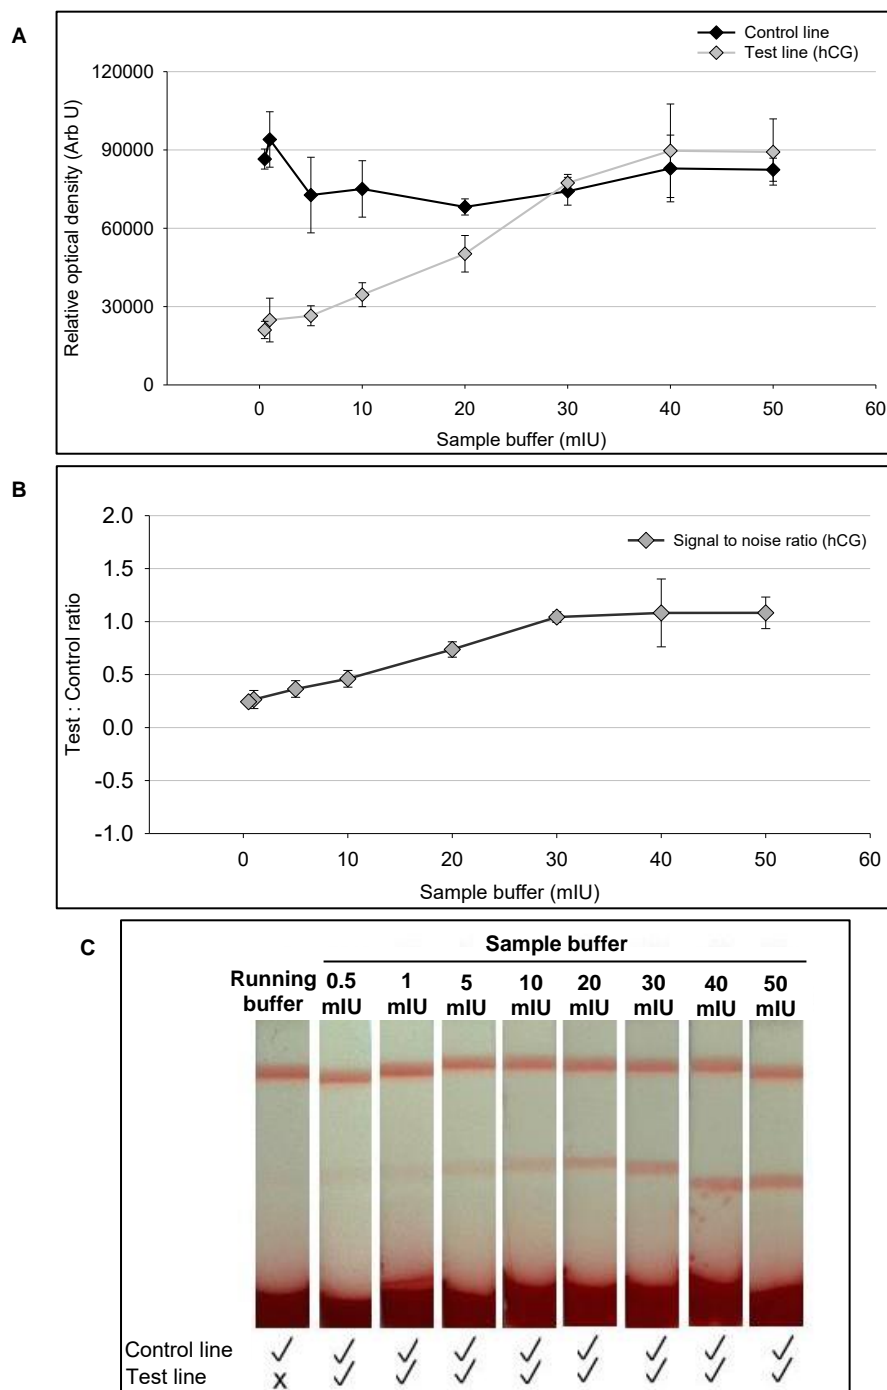 A
Control line
Test line (hCG)
120000
90000
60000
30000
0
Relative optical density (Arb U)
0 10 20 30 40 50 60
Sample buffer (mIU)
B
2.0
1.5
1.0
0.5
0.0
-0.5
-1.0
Signal to noise ratio (hCG)
Test : Control ratio
0 10 20 30 40 50 60
Sample buffer (mIU)
C
Sample buffer
Running 0.5 1 5 10 20 30 40 50
buffer mIU mIU mIU mIU mIU mIU mIU mIU
Control line ✓ ✓ ✓ ✓ ✓ ✓ ✓ ✓ ✓
Test line x ✓ ✓ ✓ ✓ ✓ ✓ ✓ ✓